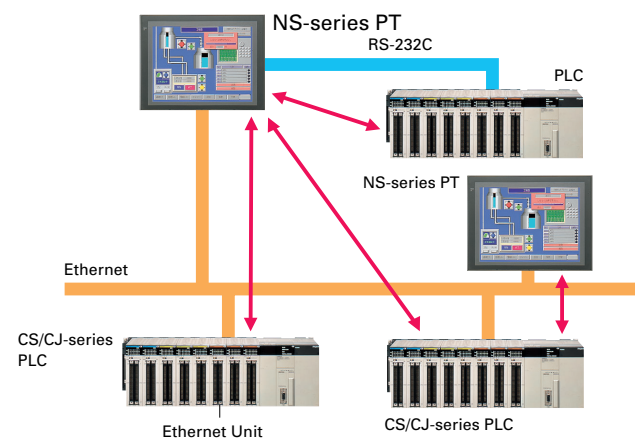 NS-series PT
RS-232C
PLC
NS-series PT
Ethernet
CS/CJ-series
PLC
CS/CJ-series PLC
Ethernet Unit